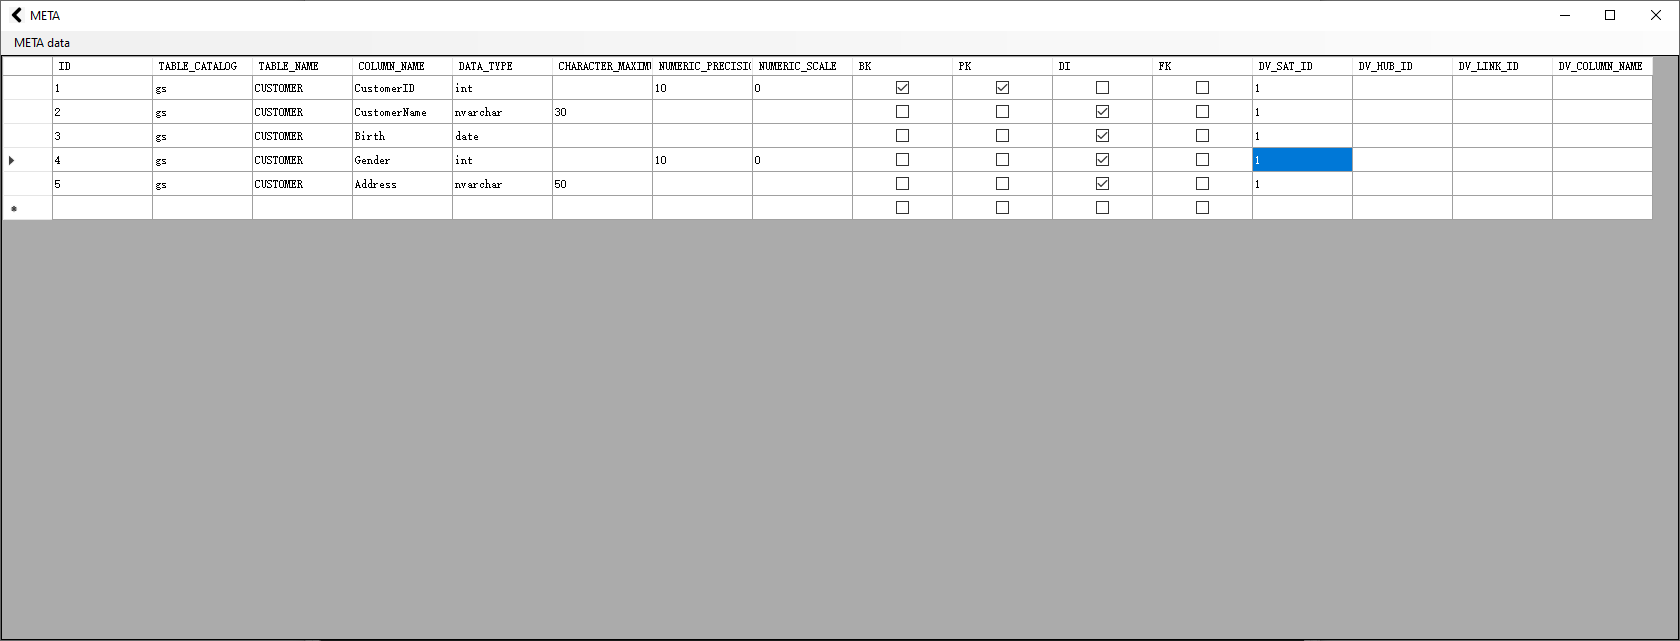 META
META data
ID TABLE_CATALOG TABLE_NAME COLUMN_NAME DATA_TYPE CHARACTER_MAXIMU NUMERIC_PRECISIO NUMERIC_SCALE BK PK DI FK DV_SAT_ID DV_HUB_ID DV_LINK_ID DV_COLUMN_NAME
1 gs CUSTOMER CustomerID int 10 0 1
2 gs CUSTOMER CustomerName nvarchar 30 1
3 gs CUSTOMER Birth date 1
4 gs CUSTOMER Gender int 10 0 1
5 gs CUSTOMER Address nvarchar 50 1